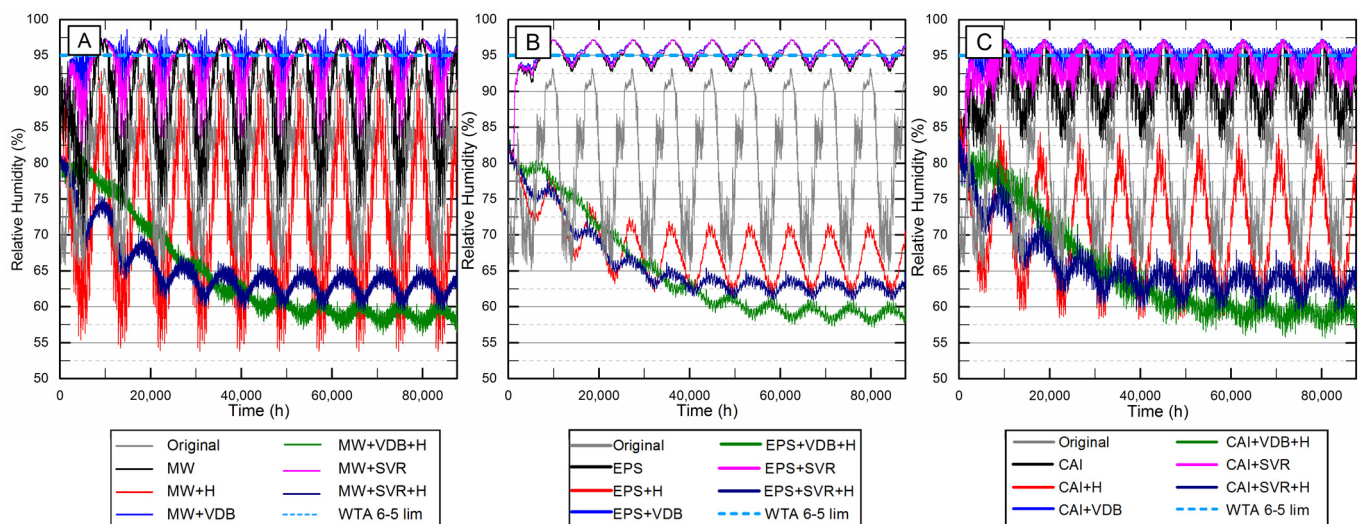 A
B
C
Relative Humidity (%)
100
95
90
85
80
75
70
65
60
55
50
0
20,000
40,000
60,000
80,000
Time (h)
Relative Humidity (%)
100
95
90
85
80
75
70
65
60
55
50
0
20,000
40,000
60,000
80,000
Time (h)
Relative Humidity (%)
100
95
90
85
80
75
70
65
60
55
50
0
20,000
40,000
60,000
80,000
Time (h)
Original
MW
MW+H
MW+VDB
MW+VDB+H
MW+SVR
MW+SVR+H
WTA 6-5 lim
Original
EPS
EPS+H
EPS+VDB
EPS+VDB+H
EPS+SVR
EPS+SVR+H
WTA 6-5 lim
Original
CAI
CAI+H
CAI+VDB
CAI+VDB+H
CAI+SVR
CAI+SVR+H
WTA 6-5 lim